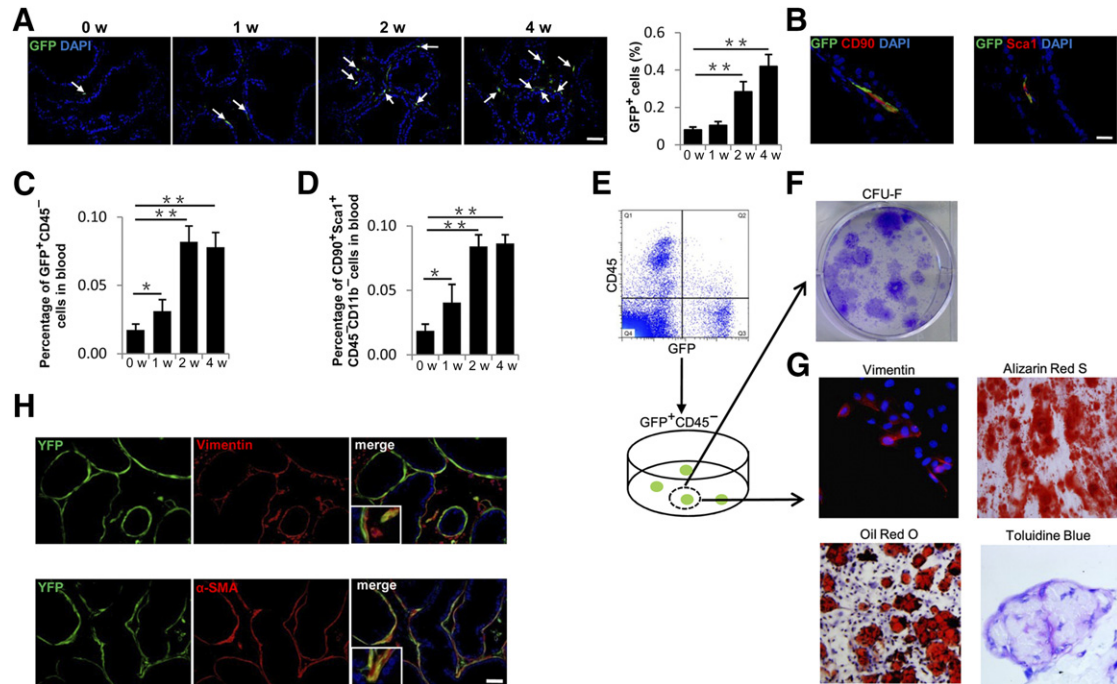 A
0 w
1 w
2 w
4 w
GFP DAPI
GFP⁺ cells (%)
0.6
0.4
0.2
0
0 w 1 w 2 w 4 w
** 
**
B
GFP CD90 DAPI
GFP Sca1 DAPI
C
Percentage of GFP⁺CD45⁻
cells in blood
0.10
0.05
0.00
**
**
*
0 w 1 w 2 w 4 w
D
Percentage of CD90⁺Sca1⁺
CD45⁻CD11b⁻ cells in blood
0.10
0.05
0.00
**
**
*
0 w 1 w 2 w 4 w
E
Q1
Q2
Q4
Q3
CD45
GFP
GFP⁺CD45⁻
F
CFU-F
G
Vimentin
Alizarin Red S
Oil Red O
Toluidine Blue
H
YFP
Vimentin
merge
YFP
α-SMA
merge